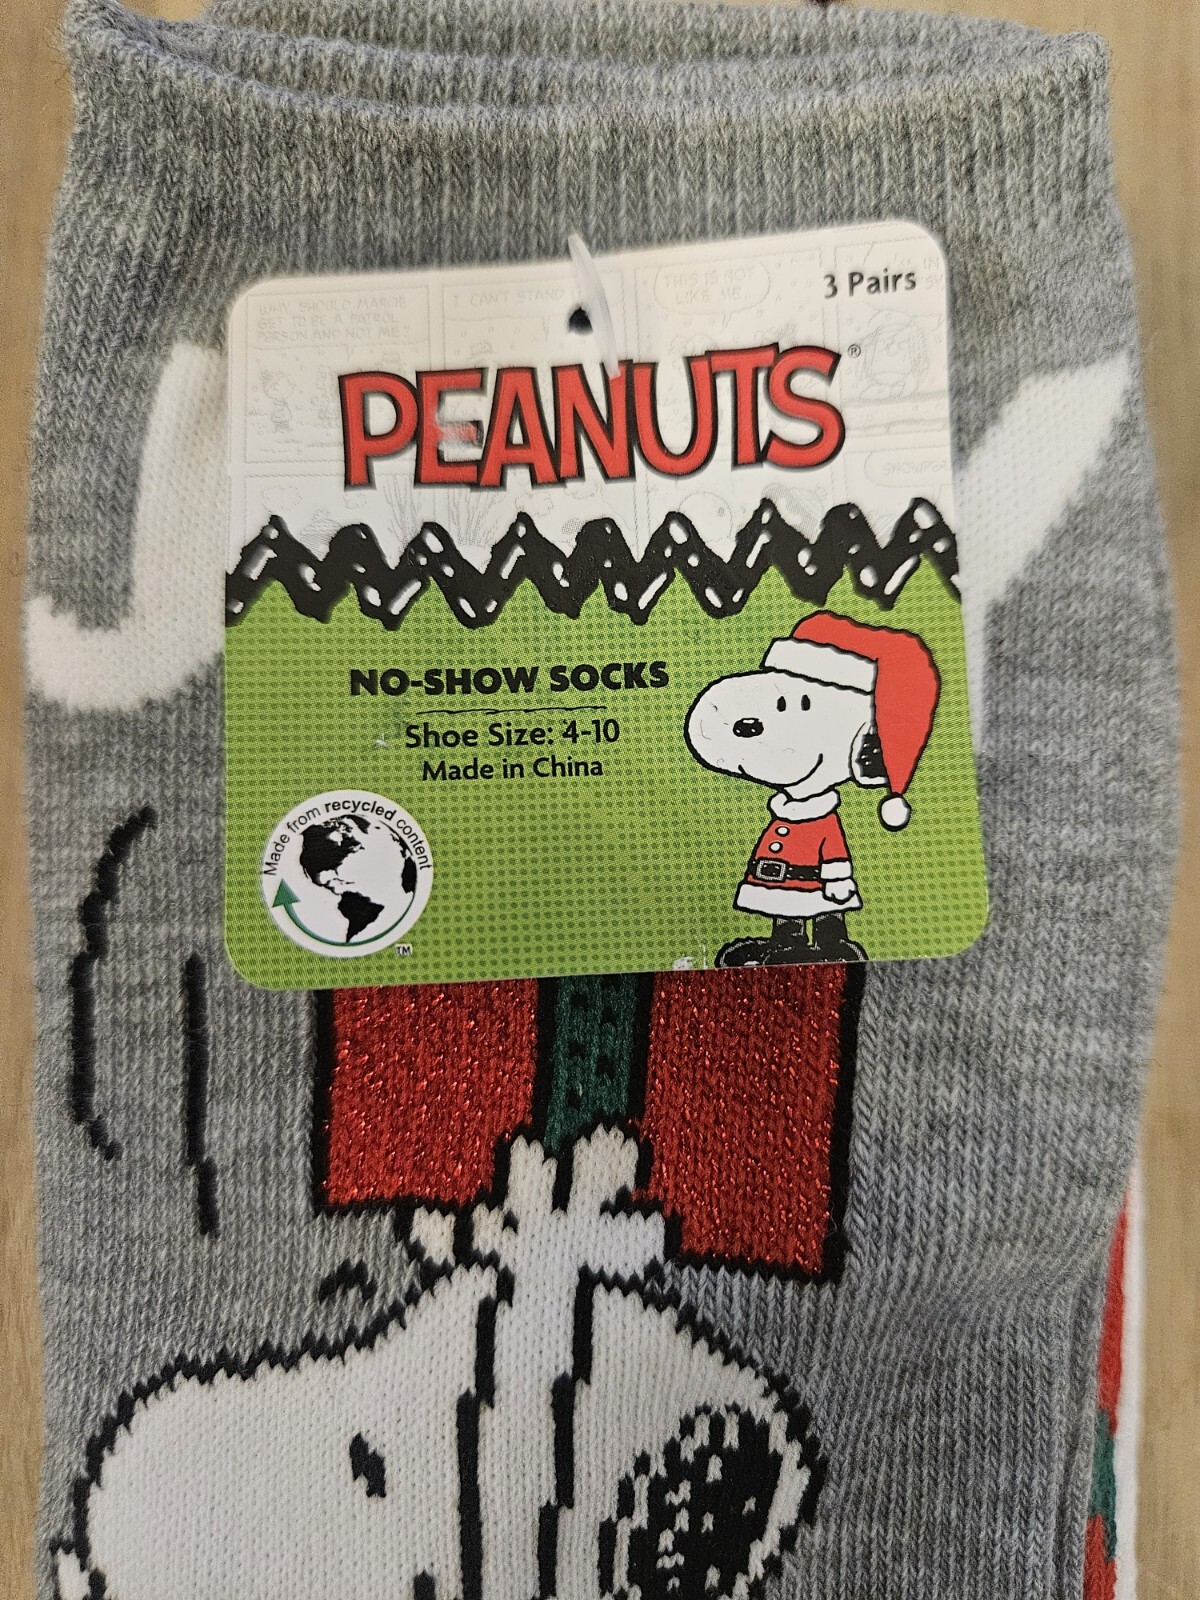 3 Pairs
WHY SHOULD MARCIE
GET TO BE A PATROL
PERSON AND NOT ME?
I CAN'T STAND
THIS IS NOT
LIKE ME
PEANUTS®
NO-SHOW SOCKS
Shoe Size: 4-10
Made in China
Made from recycled content
TM